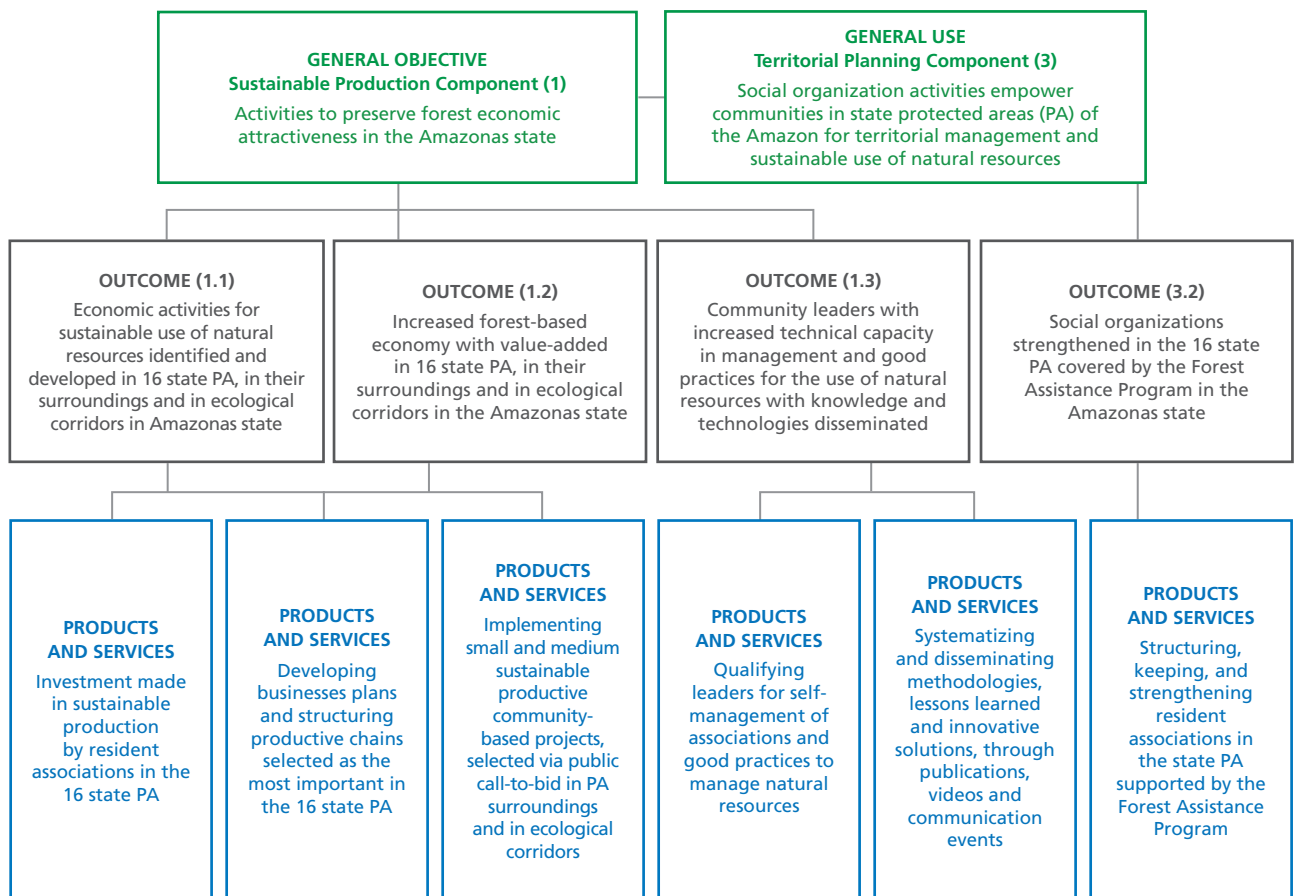 GENERAL OBJECTIVE
Sustainable Production Component (1)
Activities to preserve forest economic
attractiveness in the Amazonas state
GENERAL USE
Territorial Planning Component (3)
Social organization activities empower
communities in state protected areas (PA) of
the Amazon for territorial management and
sustainable use of natural resources
OUTCOME (1.1)
Economic activities for
sustainable use of natural
resources identified and
developed in 16 state PA, in their
surroundings and in ecological
corridors in Amazonas state
OUTCOME (1.2)
Increased forest-based
economy with value-added
in 16 state PA, in their
surroundings and in ecological
corridors in the Amazonas state
OUTCOME (1.3)
Community leaders with
increased technical capacity
in management and good
practices for the use of natural
resources with knowledge and
technologies disseminated
OUTCOME (3.2)
Social organizations
strengthened in the 16 state
PA covered by the Forest
Assistance Program in the
Amazonas state
PRODUCTS
AND SERVICES
Investment made
in sustainable
production
by resident
associations in the
16 state PA
PRODUCTS
AND SERVICES
Developing
businesses plans
and structuring
productive chains
selected as the
most important in
the 16 state PA
PRODUCTS
AND SERVICES
Implementing
small and medium
sustainable
productive
community-
based projects,
selected via public
call-to-bid in PA
surroundings
and in ecological
corridors
PRODUCTS
AND SERVICES
Qualifying
leaders for self-
management of
associations and
good practices to
manage natural
resources
PRODUCTS
AND SERVICES
Systematizing
and disseminating
methodologies,
lessons learned
and innovative
solutions, through
publications,
videos and
communication
events
PRODUCTS
AND SERVICES
Structuring,
keeping, and
strengthening
resident
associations in
the state PA
supported by the
Forest Assistance
Program